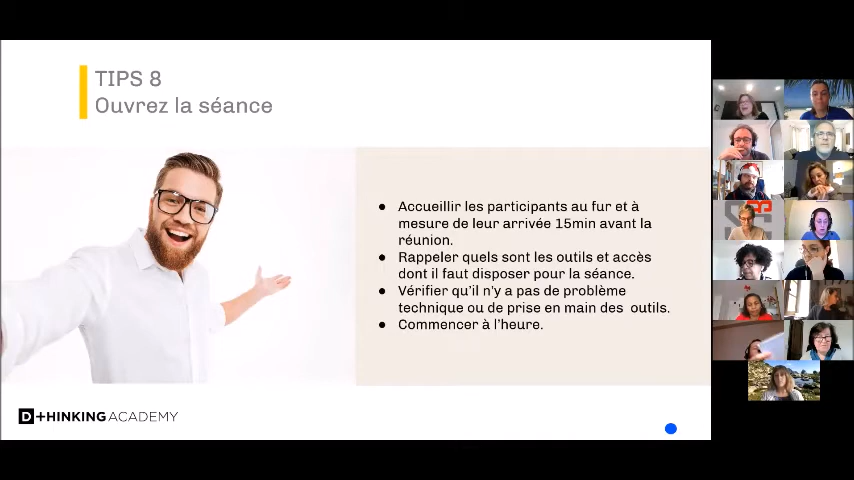 TIPS 8
Ouvrez la séance
● Accueillir les participants au fur et à
mesure de leur arrivée 15min avant la
réunion.
● Rappeler quels sont les outils et accès
dont il faut disposer pour la séance.
● Vérifier qu'il n'y a pas de problème
technique ou de prise en main des outils.
● Commencer à l'heure.
D+HINKING ACADEMY